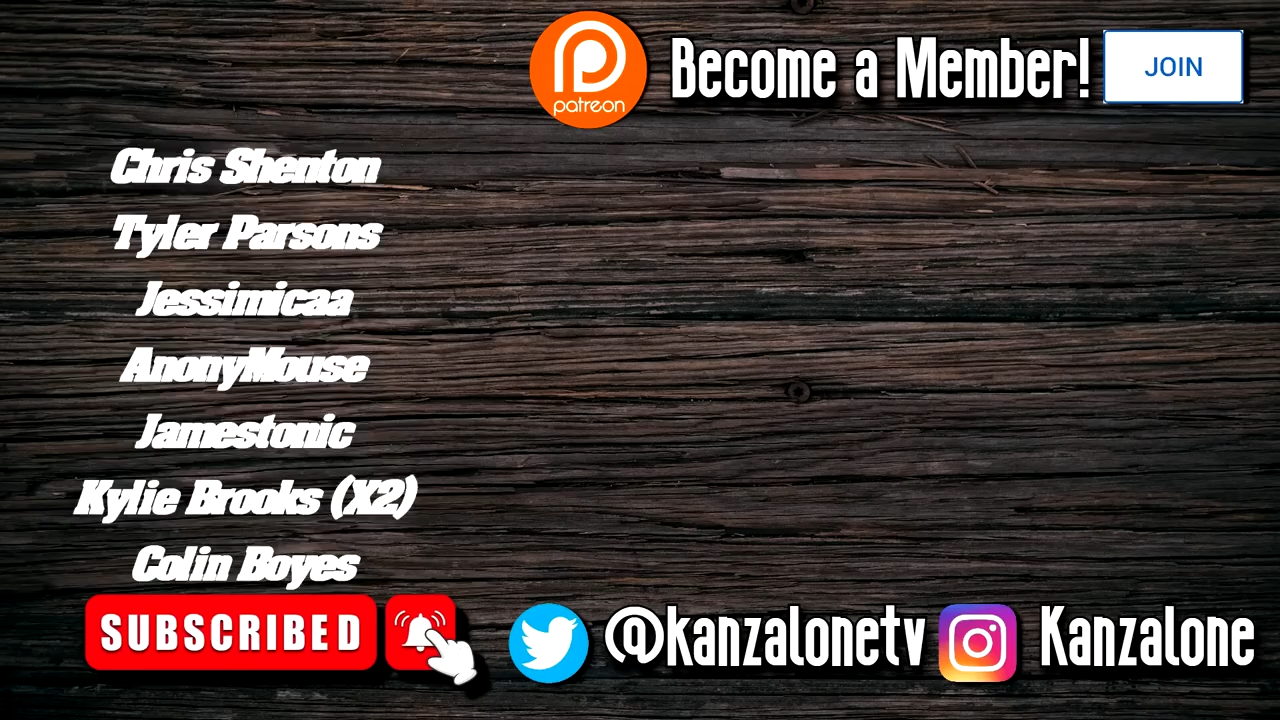 patreon
Become a Member!
JOIN
Chris Shenton
Tyler Parsons
Jessimicaa
AnonyMouse
Jamestonic
Kylie Brooks (X2)
Colin Boyes
SUBSCRIBED
@kanzalonetv
Kanzalone